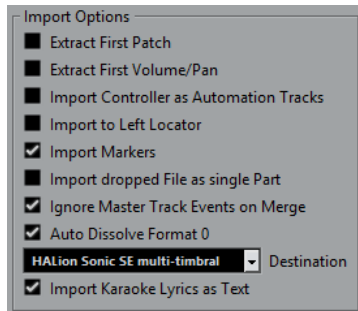 Import Options
Extract First Patch
Extract First Volume/Pan
Import Controller as Automation Tracks
Import to Left Locator
Import Markers
Import dropped File as single Part
Ignore Master Track Events on Merge
Auto Dissolve Format 0
HALion Sonic SE multi-timbral Destination
Import Karaoke Lyrics as Text